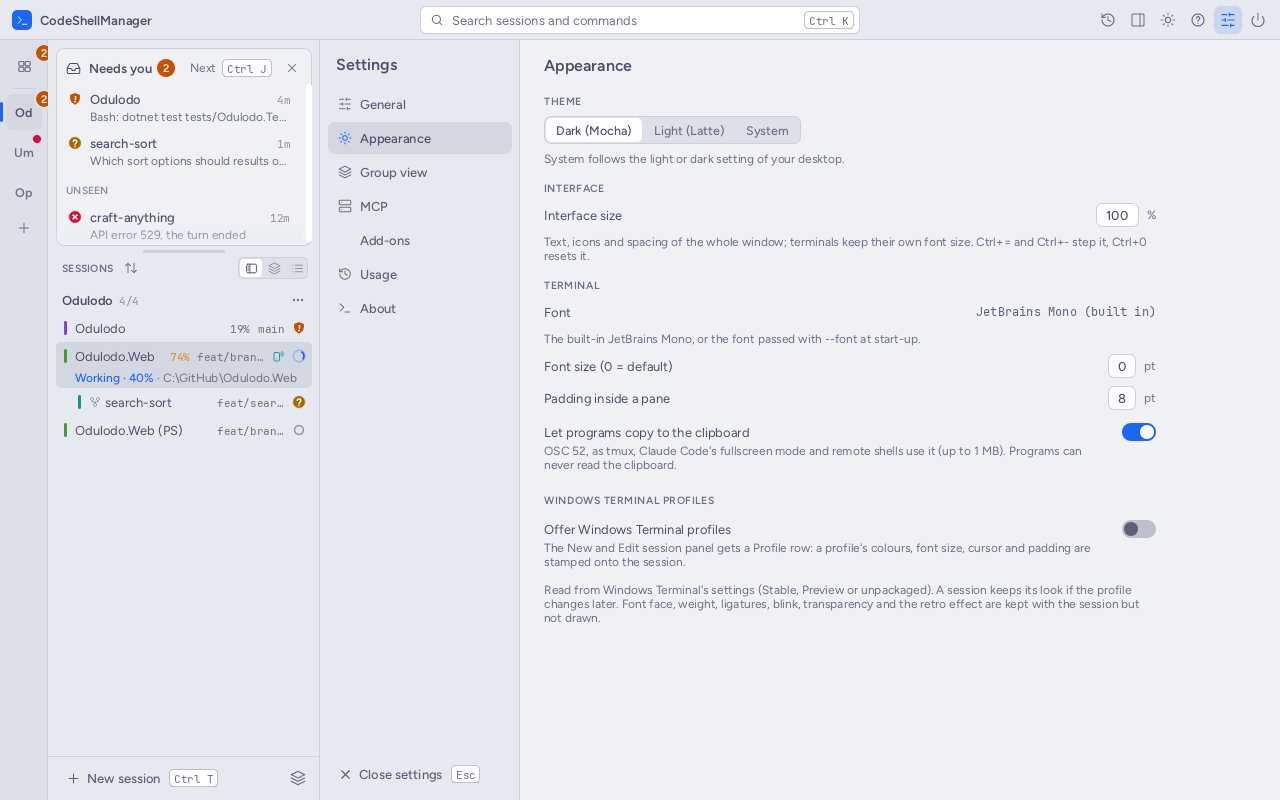 CodeShellManager
Search sessions and commands
Ctrl K
2
Needs you 2 Next Ctrl J
Odulodo 4m
Bash: dotnet test tests/Odulodo.Te…
search-sort 1m
Which sort options should results o…
UNSEEN
craft-anything 12m
API error 529, the turn ended
2
Od
Um
Op
SESSIONS
Odulodo 4/4
Odulodo 19% main
Odulodo.Web 74% feat/bran…
Working · 40% · C:\GitHub\Odulodo.Web
search-sort feat/sear…
Odulodo.Web (PS) feat/bran…
New session Ctrl T
Settings
General
Appearance
Group view
MCP
Add-ons
Usage
About
Close settings Esc
Appearance
THEME
Dark (Mocha) Light (Latte) System
System follows the light or dark setting of your desktop.
INTERFACE
Interface size 100 %
Text, icons and spacing of the whole window; terminals keep their own font size. Ctrl+= and Ctrl+- step it, Ctrl+0
resets it.
TERMINAL
Font JetBrains Mono (built in)
The built-in JetBrains Mono, or the font passed with --font at start-up.
Font size (0 = default) 0 pt
Padding inside a pane 8 pt
Let programs copy to the clipboard
OSC 52, as tmux, Claude Code's fullscreen mode and remote shells use it (up to 1 MB). Programs can
never read the clipboard.
WINDOWS TERMINAL PROFILES
Offer Windows Terminal profiles
The New and Edit session panel gets a Profile row: a profile's colours, font size, cursor and padding are
stamped onto the session.
Read from Windows Terminal's settings (Stable, Preview or unpackaged). A session keeps its look if the profile
changes later. Font face, weight, ligatures, blink, transparency and the retro effect are kept with the session but
not drawn.